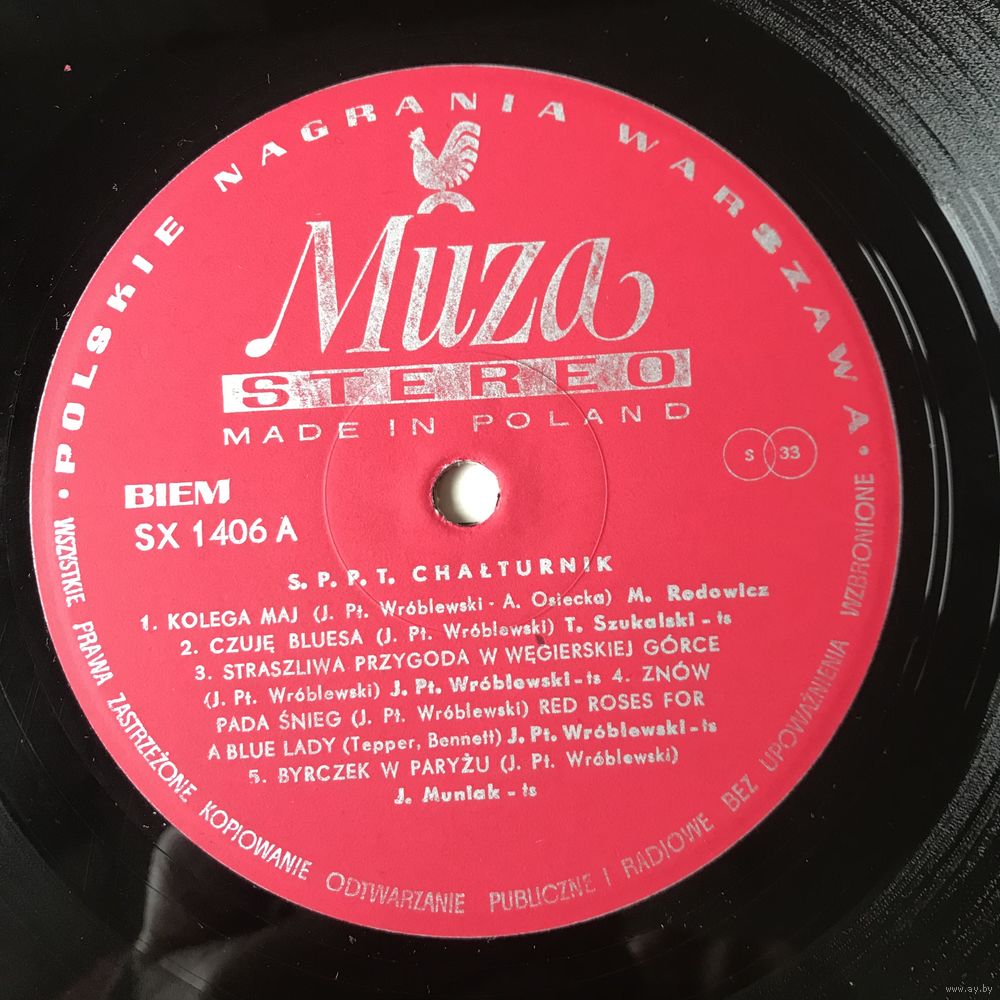 • POLSKIE NAGRANIA WARSZAWA •
Muza
STEREO
MADE IN POLAND
S 33
BIEM
SX 1406 A
S. P. P. T. CHAŁTURNIK
1. KOLEGA MAJ (J. Pt. Wróblewski - A. Osiecka) M. Rodowicz
2. CZUJĘ BLUESA (J. Pt. Wróblewski) T. Szukalski - ts
3. STRASZLIWA PRZYGODA W WĘGIERSKIEJ GÓRCE
(J. Pt. Wróblewski) J. Pt. Wróblewski - ts 4. ZNÓW
PADA ŚNIEG (J. Pt. Wróblewski) RED ROSES FOR
A BLUE LADY (Tepper, Bennett) J. Pt. Wróblewski - ts
5. BYRCZEK W PARYŻU (J. Pt. Wróblewski)
J. Muniak - ts
WSZYSTKIE PRAWA ZASTRZEŻONE KOPIOWANIE ODTWARZANIE PUBLICZNE I RADIOWE BEZ UPOWAŻNIENIA WZBRONIONE
www.ay.by